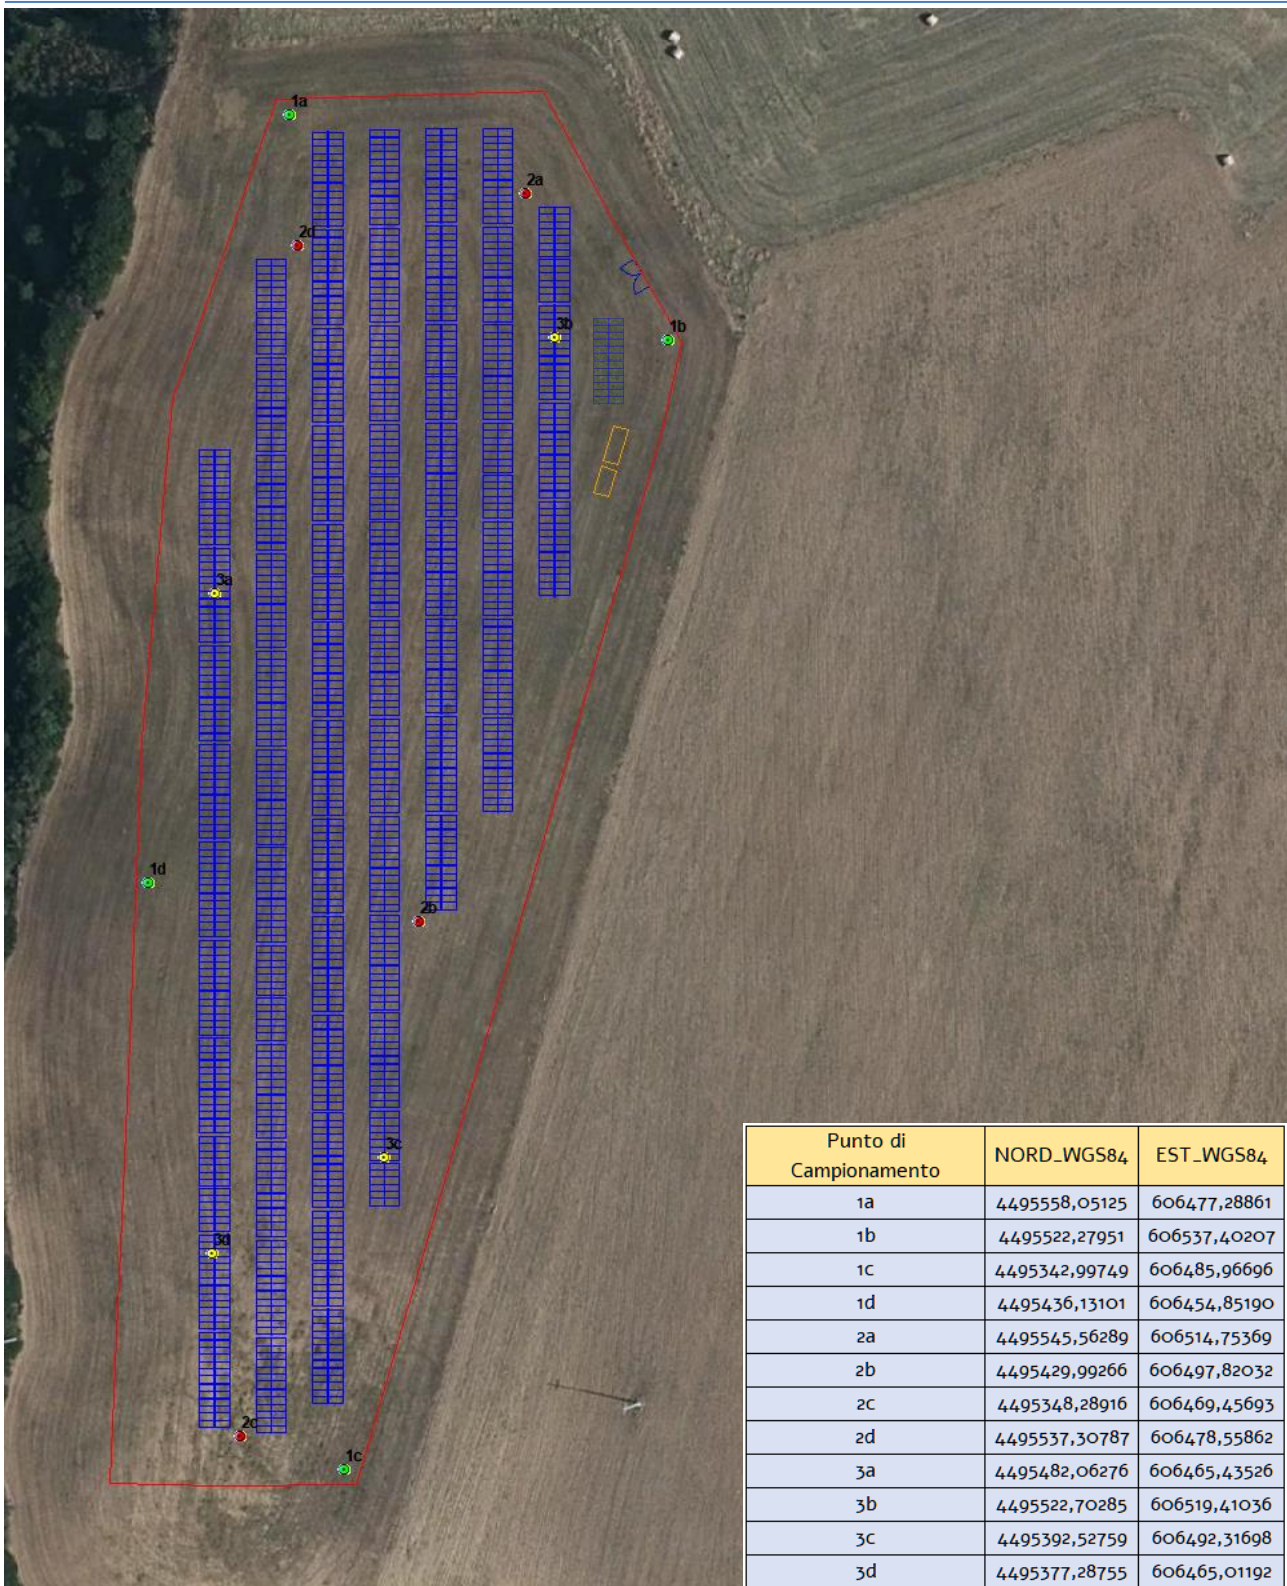 1a
2a
2d
3b
1b
3a
1d
2b
3c
3d
2c
1c
Punto di Campionamento NORD_WGS84 EST_WGS84
1a 4495558,05125 606477,28861
1b 4495522,27951 606537,40207
1c 4495342,99749 606485,96696
1d 4495436,13101 606454,85190
2a 4495545,56289 606514,75369
2b 4495429,99266 606497,82032
2c 4495348,28916 606469,45693
2d 4495537,30787 606478,55862
3a 4495482,06276 606465,43526
3b 4495522,70285 606519,41036
3c 4495392,52759 606492,31698
3d 4495377,28755 606465,01192